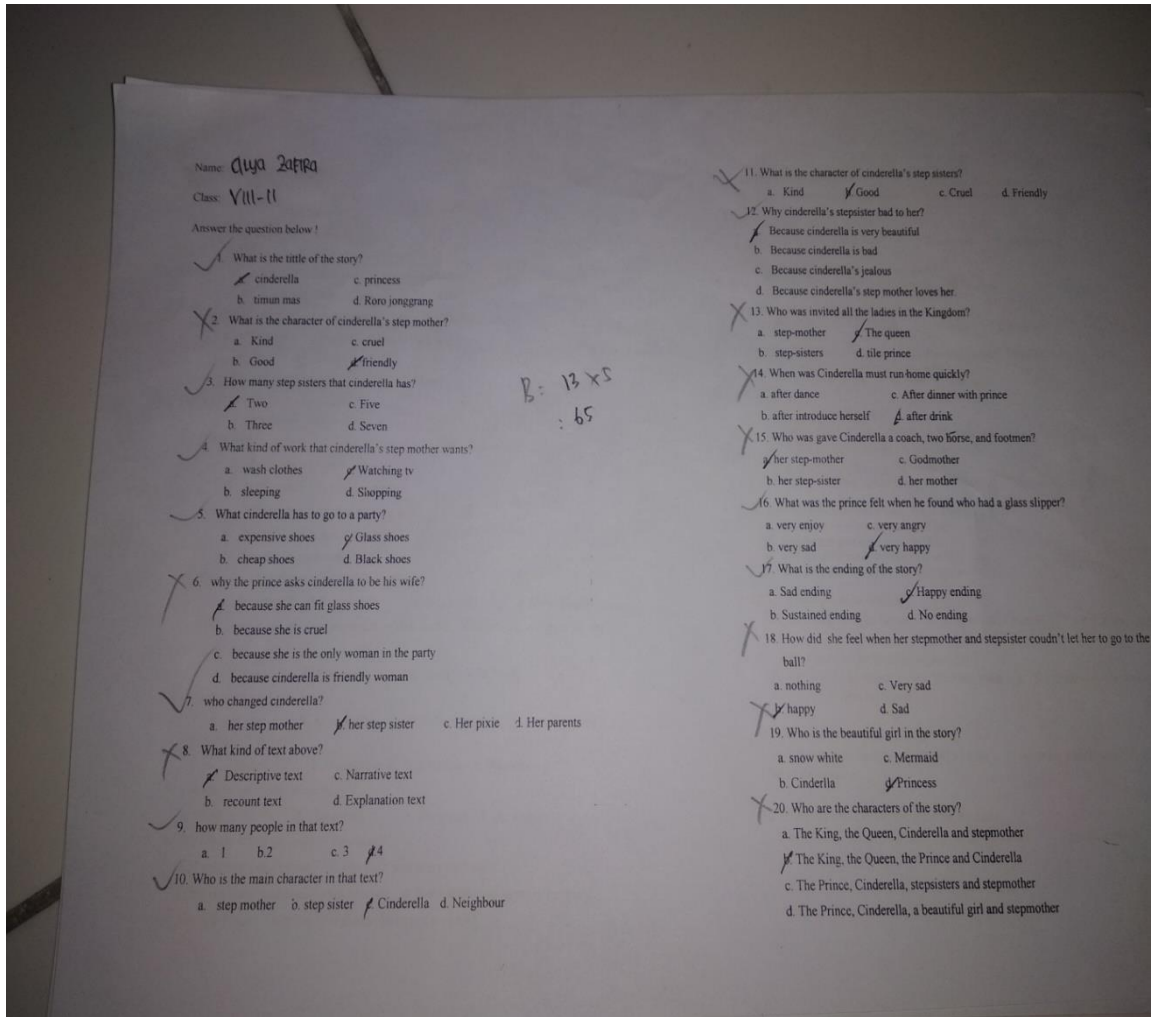 Name: Alya Zafira
Class: VIII-11
Answer the question below !
1. What is the tittle of the story?
a. cinderella c. princess
b. timun mas d. Roro jonggrang
2. What is the character of cinderella's step mother?
a. Kind c. cruel
b. Good d. friendly
3. How many step sisters that cinderella has?
a. Two c. Five
b. Three d. Seven
4. What kind of work that cinderella's step mother wants?
a. wash clothes c. Watching tv
b. sleeping d. Shopping
5. What cinderella has to go to a party?
a. expensive shoes c. Glass shoes
b. cheap shoes d. Black shoes
6. why the prince asks cinderella to be his wife?
a. because she can fit glass shoes
b. because she is cruel
c. because she is the only woman in the party
d. because cinderella is friendly woman
7. who changed cinderella?
a. her step mother b. her step sister c. Her pixie d. Her parents
8. What kind of text above?
a. Descriptive text c. Narrative text
b. recount text d. Explanation text
9. how many people in that text?
a. 1 b.2 c. 3 d.4
10. Who is the main character in that text?
a. step mother b. step sister c. Cinderella d. Neighbour
B : 13 x 5
: 65
11. What is the character of cinderella's step sisters?
a. Kind b. Good c. Cruel d. Friendly
12. Why cinderella's stepsister bad to her?
a. Because cinderella is very beautiful
b. Because cinderella is bad
c. Because cinderella's jealous
d. Because cinderella's step mother loves her.
13. Who was invited all the ladies in the Kingdom?
a. step-mother c. The queen
b. step-sisters d. tile prince
14. When was Cinderella must run home quickly?
a. after dance c. After dinner with prince
b. after introduce herself d. after drink
15. Who was gave Cinderella a coach, two horse, and footmen?
a. her step-mother c. Godmother
b. her step-sister d. her mother
16. What was the prince felt when he found who had a glass slipper?
a. very enjoy c. very angry
b. very sad d. very happy
17. What is the ending of the story?
a. Sad ending c. Happy ending
b. Sustained ending d. No ending
18. How did she feel when her stepmother and stepsister coudn't let her to go to the
ball?
a. nothing c. Very sad
b. happy d. Sad
19. Who is the beautiful girl in the story?
a. snow white c. Mermaid
b. Cinderlla d. Princess
20. Who are the characters of the story?
a. The King, the Queen, Cinderella and stepmother
b. The King, the Queen, the Prince and Cinderella
c. The Prince, Cinderella, stepsisters and stepmother
d. The Prince, Cinderella, a beautiful girl and stepmother